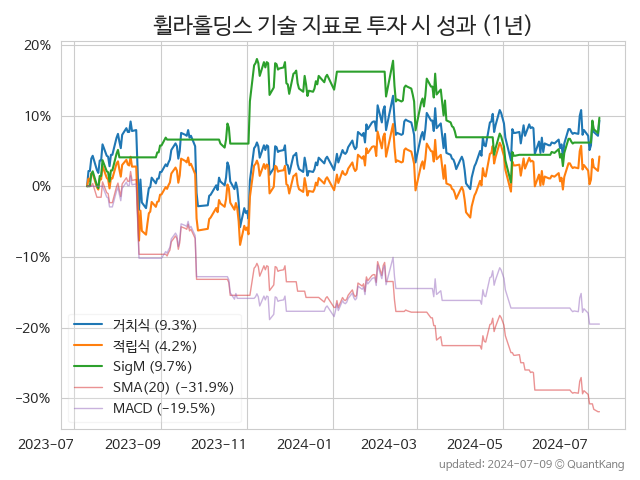 휠라홀딩스 기술 지표로 투자 시 성과 (1년)
20%
10%
0%
−10%
−20%
−30%
거치식 (9.3%)
적립식 (4.2%)
SigM (9.7%)
SMA(20) (−31.9%)
MACD (−19.5%)
2023-07 2023-09 2023-11 2024-01 2024-03 2024-05 2024-07
updated: 2024-07-09 © QuantKang